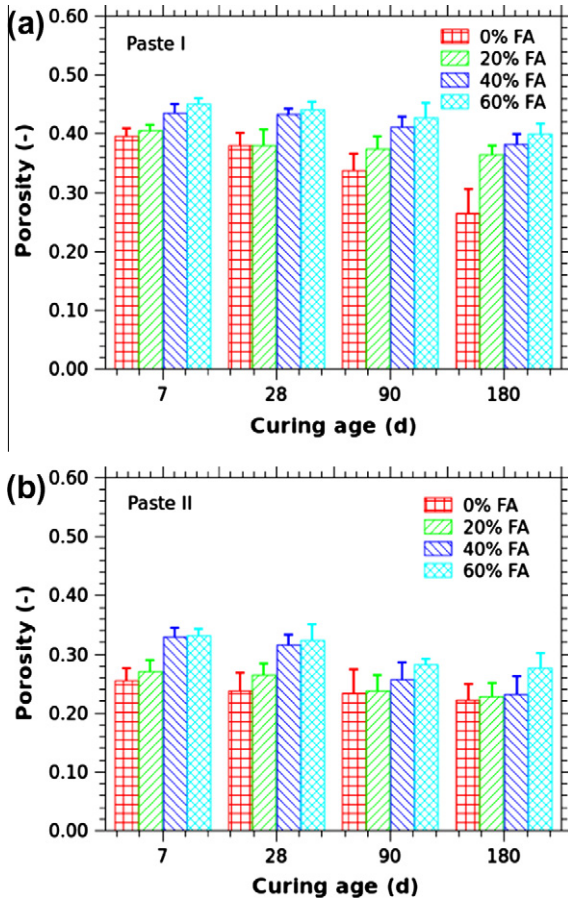 (a)
Paste I
0% FA
20% FA
40% FA
60% FA
Porosity (-)
0.60
0.50
0.40
0.30
0.20
0.10
0.00
7 28 90 180
Curing age (d)
(b)
Paste II
0% FA
20% FA
40% FA
60% FA
Porosity (-)
0.60
0.50
0.40
0.30
0.20
0.10
0.00
7 28 90 180
Curing age (d)